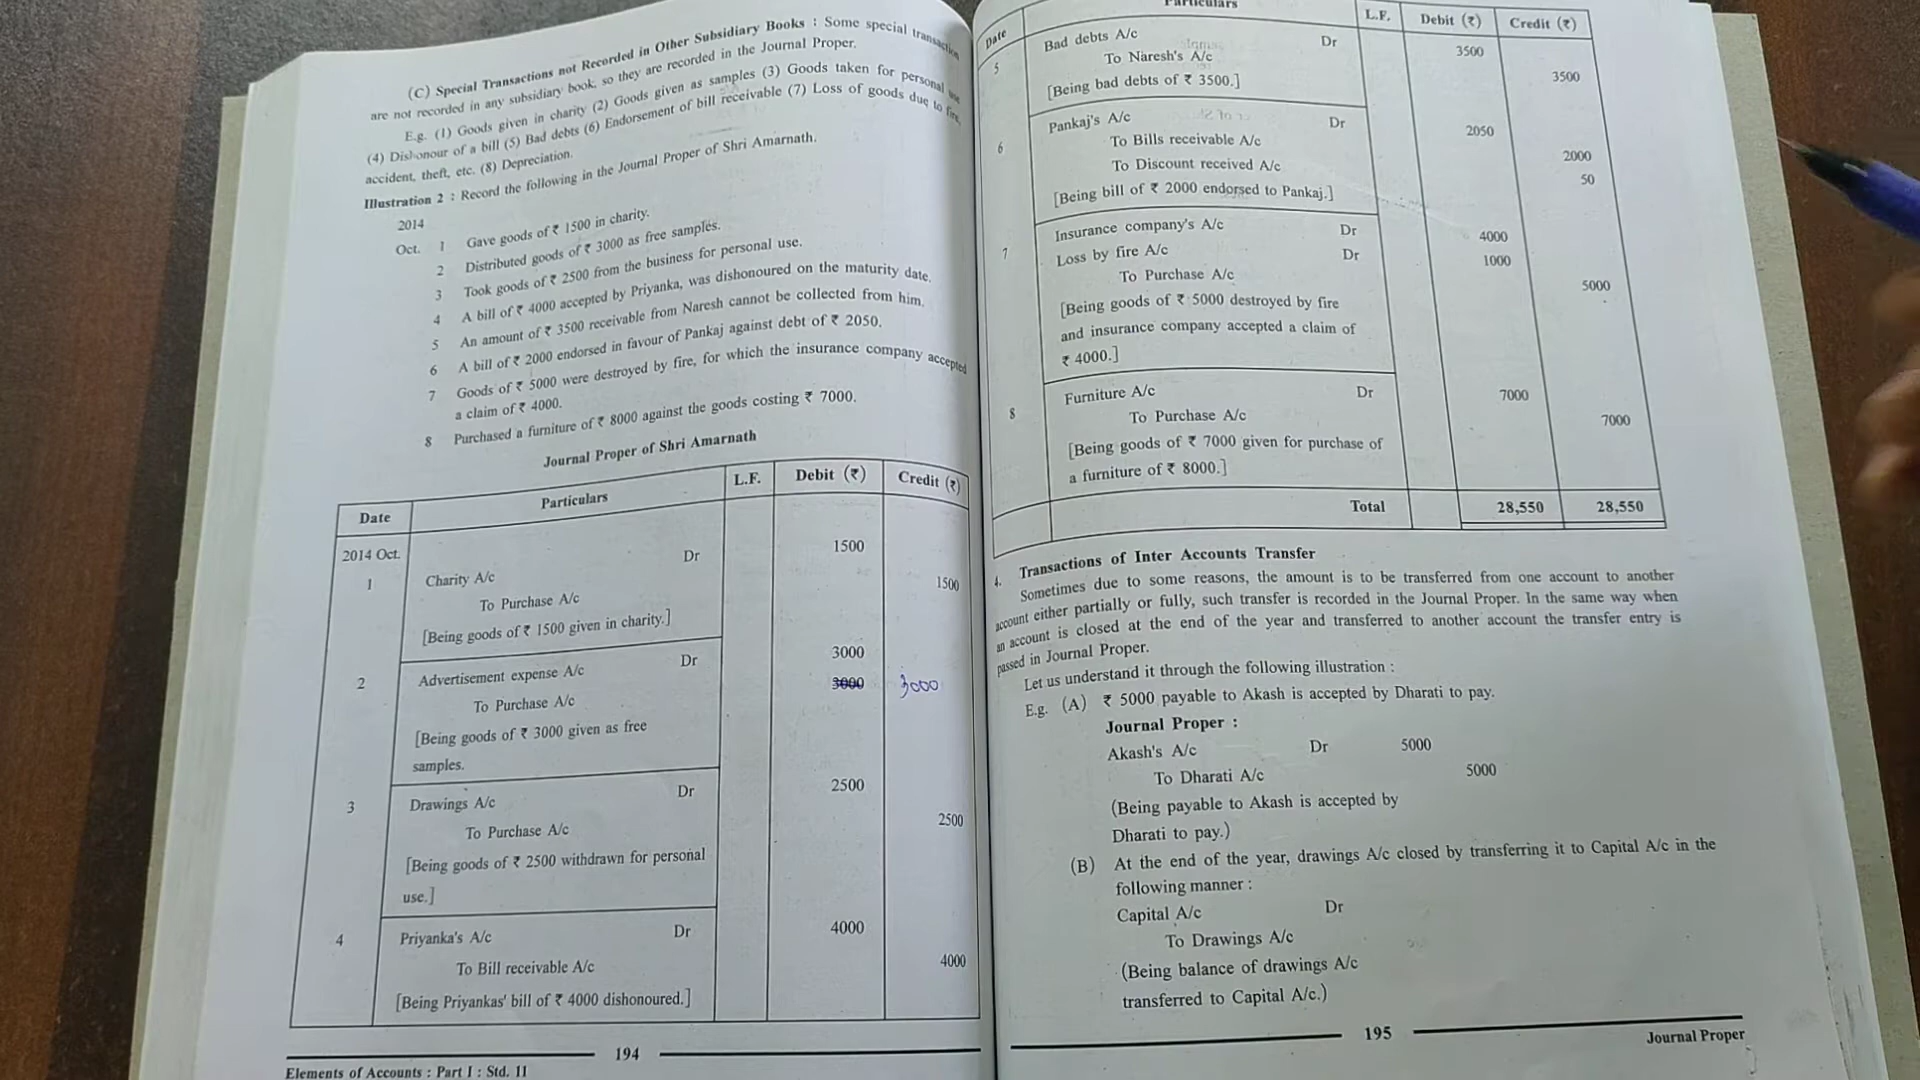 (C) Special Transactions not Recorded in Other Subsidiary Books : Some special transaction
are not recorded in any subsidiary book, so they are recorded in the Journal Proper.
E.g. (1) Goods given in charity (2) Goods given as samples (3) Goods taken for personal use
(4) Dishonour of a bill (5) Bad debts (6) Endorsement of bill receivable (7) Loss of goods due to fire,
accident, theft, etc. (8) Depreciation.
Illustration 2 : Record the following in the Journal Proper of Shri Amarnath.
2014
Oct. 1 Gave goods of ₹ 1500 in charity.
2 Distributed goods of ₹ 3000 as free samples.
3 Took goods of ₹ 2500 from the business for personal use.
4 A bill of ₹ 4000 accepted by Priyanka, was dishonoured on the maturity date.
5 An amount of ₹ 3500 receivable from Naresh cannot be collected from him.
6 A bill of ₹ 2000 endorsed in favour of Pankaj against debt of ₹ 2050.
7 Goods of ₹ 5000 were destroyed by fire, for which the insurance company accepted
a claim of ₹ 4000.
8 Purchased a furniture of ₹ 8000 against the goods costing ₹ 7000.
Journal Proper of Shri Amarnath
Date Particulars L.F. Debit (₹) Credit (₹)
2014 Oct.
1 Charity A/c Dr 1500
To Purchase A/c 1500
[Being goods of ₹ 1500 given in charity.]
2 Advertisement expense A/c Dr 3000
To Purchase A/c 3000 3000
[Being goods of ₹ 3000 given as free
samples.
3 Drawings A/c Dr 2500
To Purchase A/c 2500
[Being goods of ₹ 2500 withdrawn for personal
use.]
4 Priyanka's A/c Dr 4000
To Bill receivable A/c 4000
[Being Priyankas' bill of ₹ 4000 dishonoured.]
194
Elements of Accounts : Part I : Std. 11
Date Particulars L.F. Debit (₹) Credit (₹)
5 Bad debts A/c Dr 3500
To Naresh's A/c 3500
[Being bad debts of ₹ 3500.]
6 Pankaj's A/c Dr 2050
To Bills receivable A/c 2000
To Discount received A/c 50
[Being bill of ₹ 2000 endorsed to Pankaj.]
7 Insurance company's A/c Dr 4000
Loss by fire A/c Dr 1000
To Purchase A/c 5000
[Being goods of ₹ 5000 destroyed by fire
and insurance company accepted a claim of
₹ 4000.]
8 Furniture A/c Dr 7000
To Purchase A/c 7000
[Being goods of ₹ 7000 given for purchase of
a furniture of ₹ 8000.]
Total 28,550 28,550
4. Transactions of Inter Accounts Transfer
Sometimes due to some reasons, the amount is to be transferred from one account to another
account either partially or fully, such transfer is recorded in the Journal Proper. In the same way when
an account is closed at the end of the year and transferred to another account the transfer entry is
passed in Journal Proper.
Let us understand it through the following illustration :
E.g. (A) ₹ 5000 payable to Akash is accepted by Dharati to pay.
Journal Proper :
Akash's A/c Dr 5000
To Dharati A/c 5000
(Being payable to Akash is accepted by
Dharati to pay.)
(B) At the end of the year, drawings A/c closed by transferring it to Capital A/c in the
following manner :
Capital A/c Dr
To Drawings A/c
(Being balance of drawings A/c
transferred to Capital A/c.)
195
Journal Proper